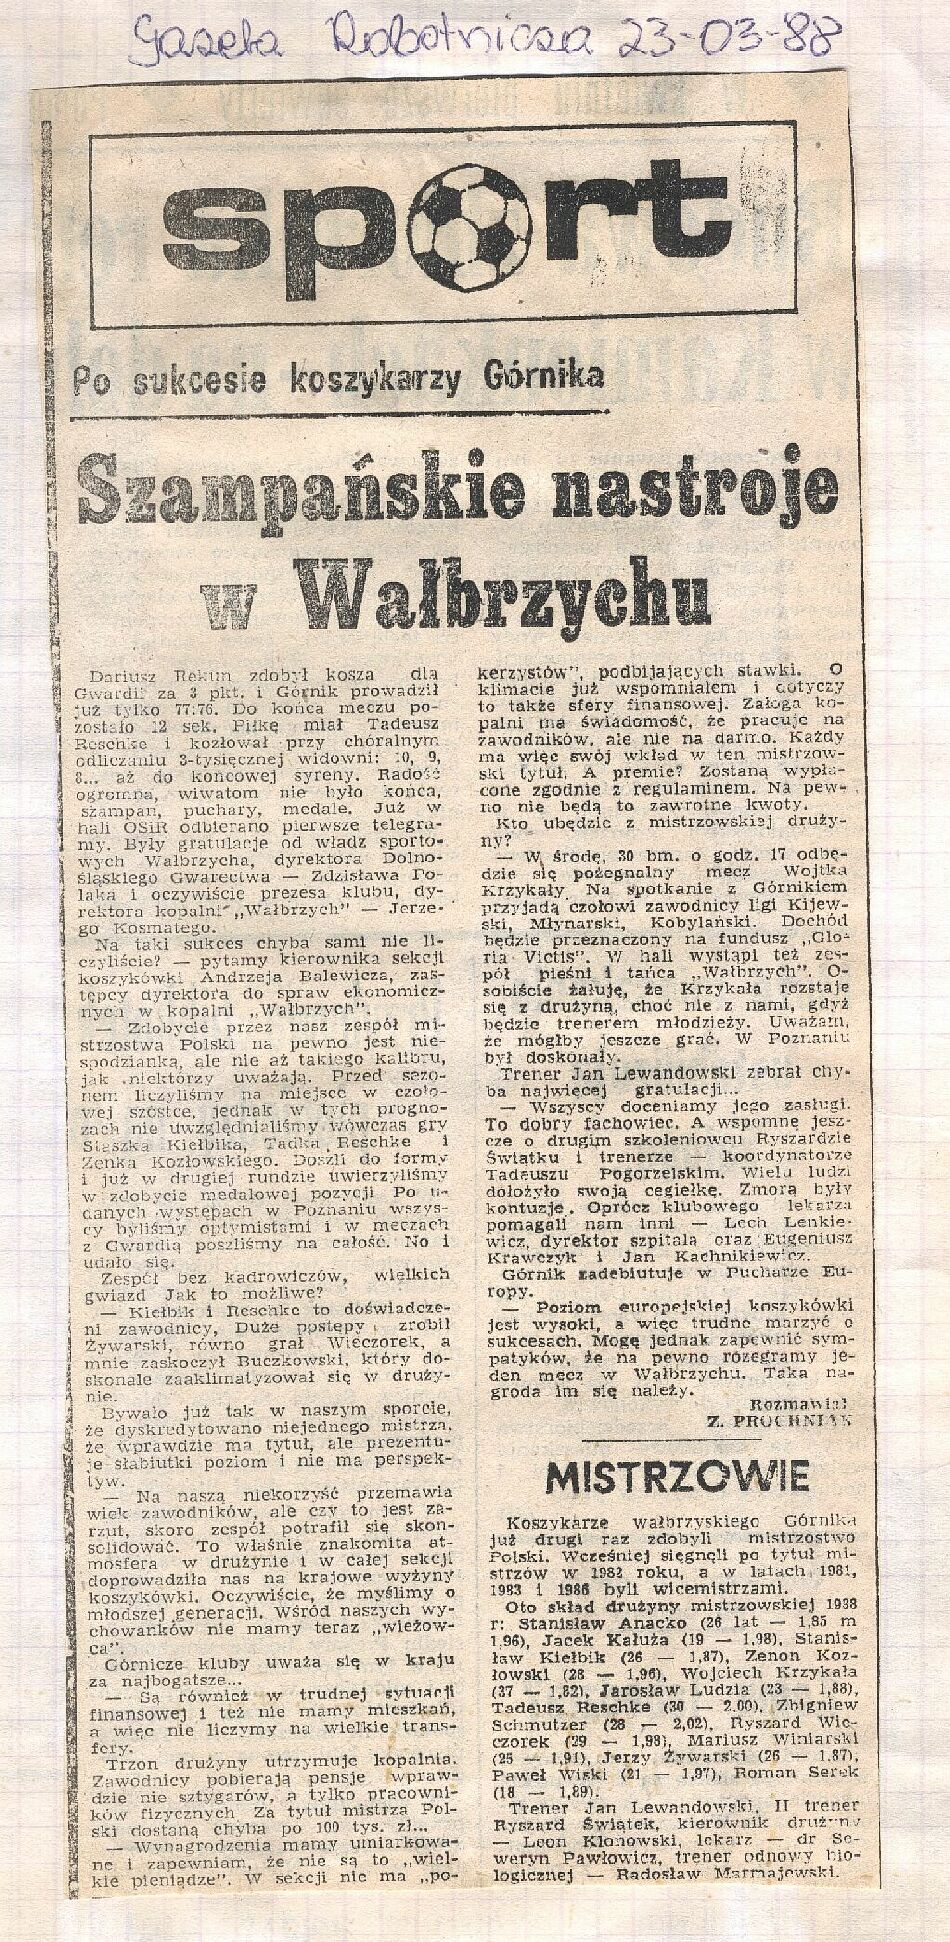 Gazeta Robotnicza 23-03-88
sport
Po sukcesie koszykarzy Górnika
Szampańskie nastroje
w Wałbrzychu
Dariusz Rekun zdobył kosza dla
Gwardii za 3 pkt. i Górnik prowadził
już tylko 77:76. Do końca meczu po-
zostało 12 sek. Piłkę miał Tadeusz
Reschke i kozłował przy chóralnym
odliczaniu 3-tysięcznej widowni: 10, 9,
8... aż do końcowej syreny. Radość
ogromna, wiwatom nie było końca,
szampan, puchary, medale. Już w
hali OSiR odbierano pierwsze telegra-
my. Były gratulacje od władz sporto-
wych Wałbrzycha, dyrektora Dolno-
śląskiego Gwarectwa — Zdzisława Po-
laka i oczywiście prezesa klubu, dy-
rektora kopalni „Wałbrzych” — Jerze-
go Kosmatego.
Na taki sukces chyba sami nie li-
czyliście? — pytamy kierownika sekcji
koszykówki Andrzeja Balewicza, zas-
tępcy dyrektora do spraw ekonomicz-
nych w kopalni „Wałbrzych”.
— Zdobycie przez nasz zespół mi-
strzostwa Polski na pewno jest nie-
spodzianką, ale nie aż takiego kalibru,
jak niektórzy uważają. Przed sezo-
nem liczyliśmy na miejsce w czoło-
wej szóstce, jednak w tych progno-
zach nie uwzględnialiśmy wówczas gry
Staszka Kiełbika, Tadka Reschke i
Zenka Kozłowskiego. Doszli do formy
i już w drugiej rundzie uwierzyliśmy
w zdobycie medalowej pozycji Po u-
danych występach w Poznaniu wszys-
cy byliśmy optymistami i w meczach
z Gwardią poszliśmy na całość. No i
udało się.
Zespół bez kadrowiczów, wielkich
gwiazd Jak to możliwe?
— Kiełbik i Reschke to doświadcze-
ni zawodnicy, Duże postępy zrobił
Żywarski, równo grał Wieczorek, a
mnie zaskoczył Buczkowski, który do-
skonale zaaklimatyzował się w druży-
nie.
Bywało już tak w naszym sporcie,
że dyskredytowano niejednego mistrza,
że wprawdzie ma tytuł, ale prezentu-
je słabiutki poziom i nie ma perspek-
tyw.
— Na naszą niekorzyść przemawia
wiek zawodników, ale czy to jest za-
rzut, skoro zespół potrafił się skon-
solidować. To właśnie znakomita at-
mosfera w drużynie i w całej sekcji
doprowadziła nas na krajowe wyżyny
koszykówki. Oczywiście, że myślimy o
młodszej generacji. Wśród naszych wy-
chowanków nie mamy teraz „wieżow-
ca”.
Górnicze kluby uważa się w kraju
za najbogatsze...
— Są również w trudnej sytuacji
finansowej i też nie mamy mieszkań,
a więc nie liczymy na wielkie trans-
fery.
Trzon drużyny utrzymuje kopalnia.
Zawodnicy pobierają pensje wpraw-
dzie nie sztygarów, a tylko pracowni-
ków fizycznych Za tytuł mistrza Pol-
ski dostaną chyba po 100 tys. zł...
— Wynagrodzenia mamy umiarkowa-
ne i zapewniam, że nie są to „wiel-
kie pieniądze”. W sekcji nie ma „po-
kerzystów”, podbijających stawki. O
klimacie już wspomniałem i dotyczy
to także sfery finansowej. Załoga ko-
palni ma świadomość, że pracuje na
zawodników, ale nie na darmo. Każdy
ma więc swój wkład w ten mistrzow-
ski tytuł. A premie? Zostaną wypła-
cone zgodnie z regulaminem. Na pew-
no nie będą to zawrotne kwoty.
Kto ubędzie z mistrzowskiej druży-
ny?
— W środę, 30 bm. o godz. 17 odbę-
dzie się pożegnalny mecz Wojtka
Krzykały Na spotkanie z Górnikiem
przyjadą czołowi zawodnicy ligi Kijew-
ski, Młynarski, Kobylański. Dochód
będzie przeznaczony na fundusz „Glo-
ria Victis”. W hali wystąpi też zes-
pół pieśni i tańca „Wałbrzych”. O-
sobiście żałuję, że Krzykała rozstaje
się z drużyną, choć nie z nami, gdyż
będzie trenerem młodzieży. Uważam,
że mógłby jeszcze grać. W Poznaniu
był doskonały.
Trener Jan Lewandowski zebrał chy-
ba najwięcej gratulacji...
— Wszyscy doceniamy jego zasługi.
To dobry fachowiec. A wspomnę jesz-
cze o drugim szkoleniowcu Ryszardzie
Świątku i trenerze — koordynatorze
Tadeuszu Pogorzelskim. Wielu ludzi
dołożyło swoją cegiełkę. Zmorą były
kontuzje. Oprócz klubowego lekarza
pomagali nam inni — Lech Lenkie-
wicz, dyrektor szpitala oraz Eugeniusz
Krawczyk i Jan Kachnikiewicz.
Górnik zadebiutuje w Pucharze Eu-
ropy.
— Poziom europejskiej koszykówki
jest wysoki, a więc trudno marzyć o
sukcesach. Mogę jednak zapewnić sym-
patyków, że na pewno rozegramy je-
den mecz w Wałbrzychu. Taka na-
groda im się należy.
Rozmawiał
Z. PROCHNIAK
MISTRZOWIE
Koszykarze wałbrzyskiego Górnika
już drugi raz zdobyli mistrzostwo
Polski. Wcześniej sięgnęli po tytuł mi-
strzów w 1982 roku, a w latach 1981,
1983 i 1986 byli wicemistrzami.
Oto skład drużyny mistrzowskiej 1988
r: Stanisław Anacko (26 lat — 1,85 m
1,96), Jacek Kałuża (19 — 1,98), Stanis-
ław Kiełbik (26 — 1,87), Zenon Koz-
łowski (28 — 1,96), Wojciech Krzykała
(37 — 1,82), Jarosław Ludzia (23 — 1,88),
Tadeusz Reschke (30 — 2.00), Zbigniew
Schmutzer (28 — 2,02), Ryszard Wie-
czorek (29 — 1,98), Mariusz Winiarski
(25 — 1,91), Jerzy Żywarski (26 — 1.87),
Paweł Wiski (21 — 1,97), Roman Serek
(18 — 1,89).
Trener Jan Lewandowski, II trener
Ryszard Świątek, kierownik drużyny
— Leon Klonowski, lekarz — dr Se-
weryn Pawłowicz, trener odnowy bio-
logicznej — Radosław Marmajewski.